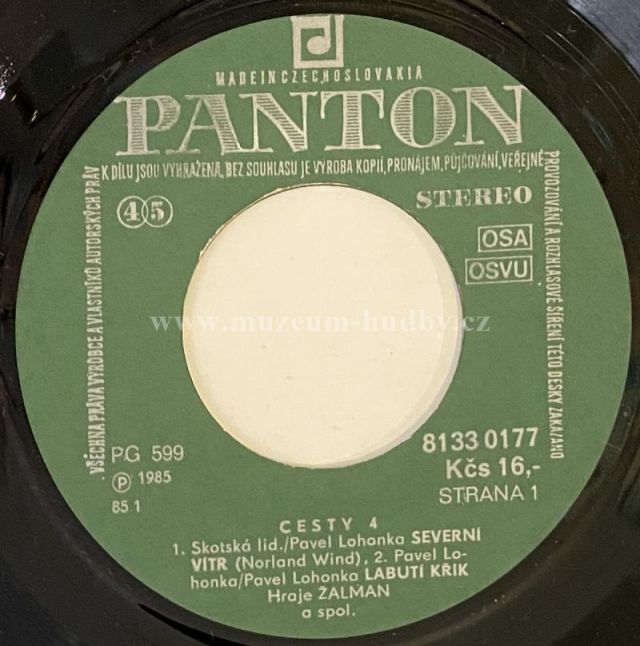 MADE IN CZECHOSLOVAKIA
PANTON
VŠECHNA PRÁVA VÝROBCE A VLASTNÍKŮ AUTORSKÝCH PRÁV
K DÍLU JSOU VYHRAŽENA, BEZ SOUHLASU JE VÝROBA KOPIÍ, PRONÁJEM, PŮJČOVÁNÍ, VEŘEJNÉ
PROVOZOVÁNÍ A ROZHLASOVÉ ŠÍŘENÍ TÉTO DESKY ZAKÁZÁNO
45
STEREO
OSA
OSVU
www.muzeum-hudby.cz
PG 599
Ⓟ 1985
85 1
8133 0177
Kčs 16,-
STRANA 1
CESTY 4
1. Skotská lid./Pavel Lohonka SEVERNÍ
VÍTR (Norland Wind), 2. Pavel Lo-
honka/Pavel Lohonka LABUTÍ KŘIK
Hraje ŽALMAN
a spol.